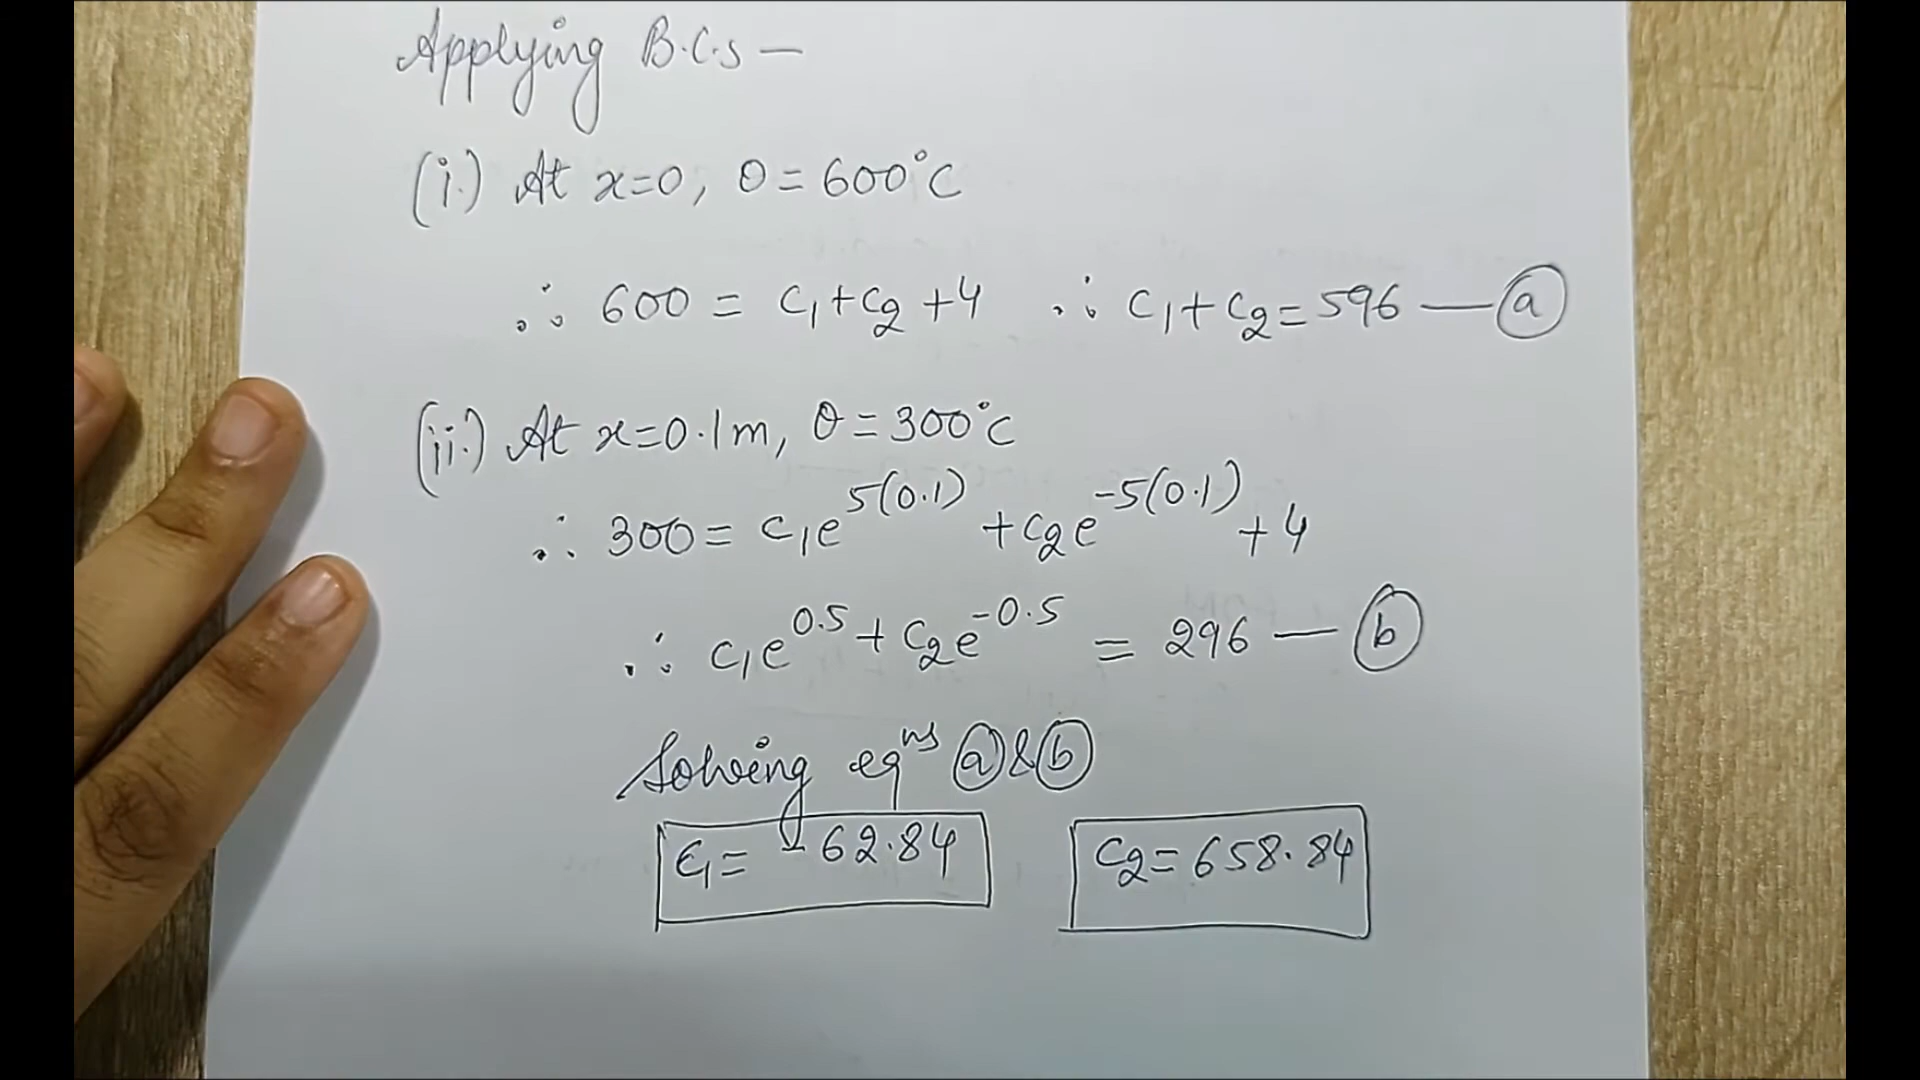 Applying B.C.s —
(i.) At x=0, θ=600°C
∴ 600 = C₁+C₂+4 ∴ C₁+C₂=596 — ⓐ
(ii.) At x=0.1m, θ=300°C
∴ 300 = C₁e^5(0.1) + C₂e^-5(0.1) + 4
∴ C₁e^0.5 + C₂e^-0.5 = 296 — ⓑ
Solving eqⁿˢ ⓐ & ⓑ
C₁ = -62.84 C₂ = 658.84